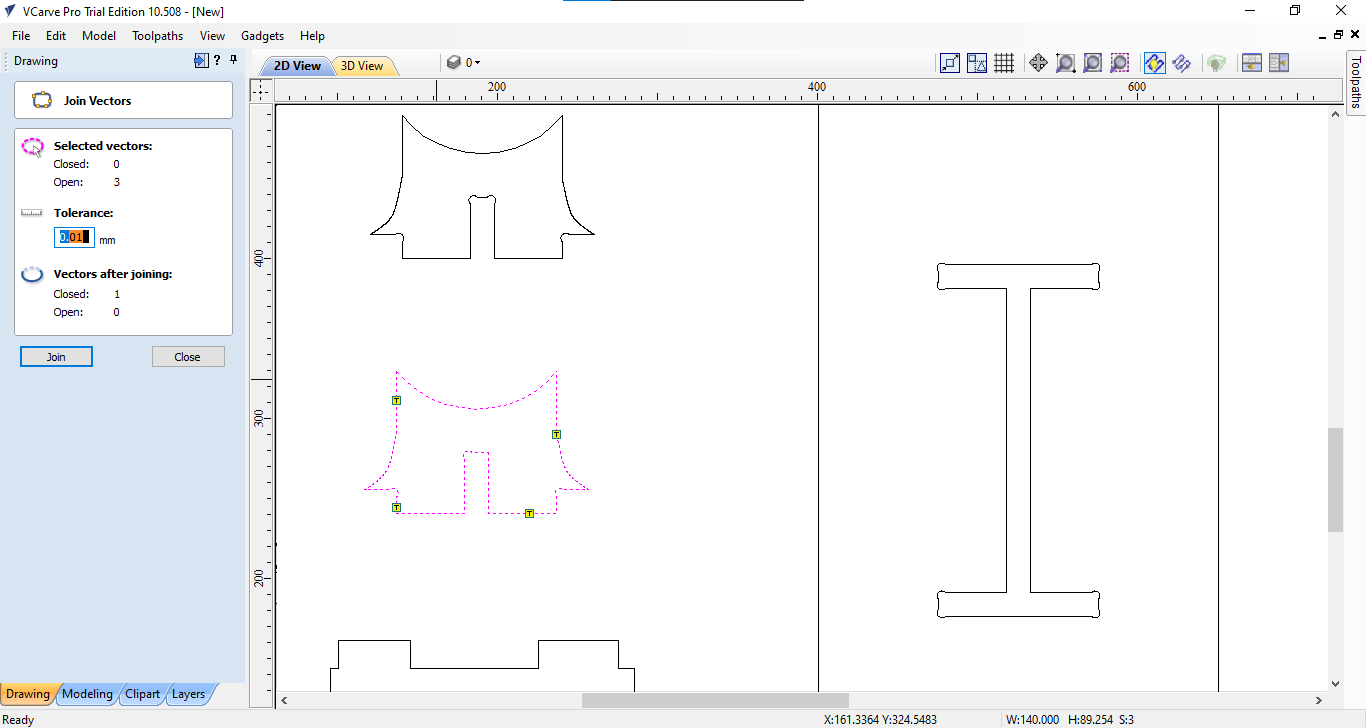 VCarve Pro Trial Edition 10.508 - [New]
File Edit Model Toolpaths View Gadgets Help
Drawing ?
2D View 3D View 0
Toolpaths
Join Vectors
200 400 600
Selected vectors:
Closed: 0
Open: 3
Tolerance:
0.01 mm
Vectors after joining:
Closed: 1
Open: 0
Join Close
400
300
200
T
T
T
T
Drawing Modeling Clipart Layers
Ready X:161.3364 Y:324.5483 W:140.000 H:89.254 S:3